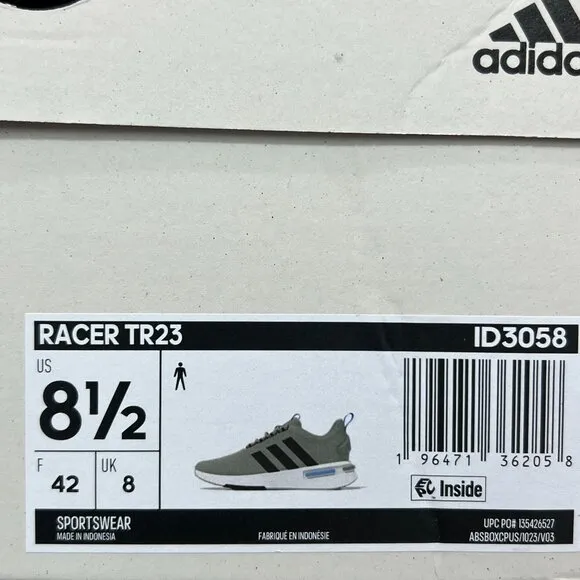 adidas
RACER TR23 ID3058
US
8½
F UK
42 8
1 96471 36205 8
Inside
SPORTSWEAR
MADE IN INDONESIA
FABRIQUÉ EN INDONÉSIE
UPC PO# 135426527
ABSBOXCPUS/1023/V03